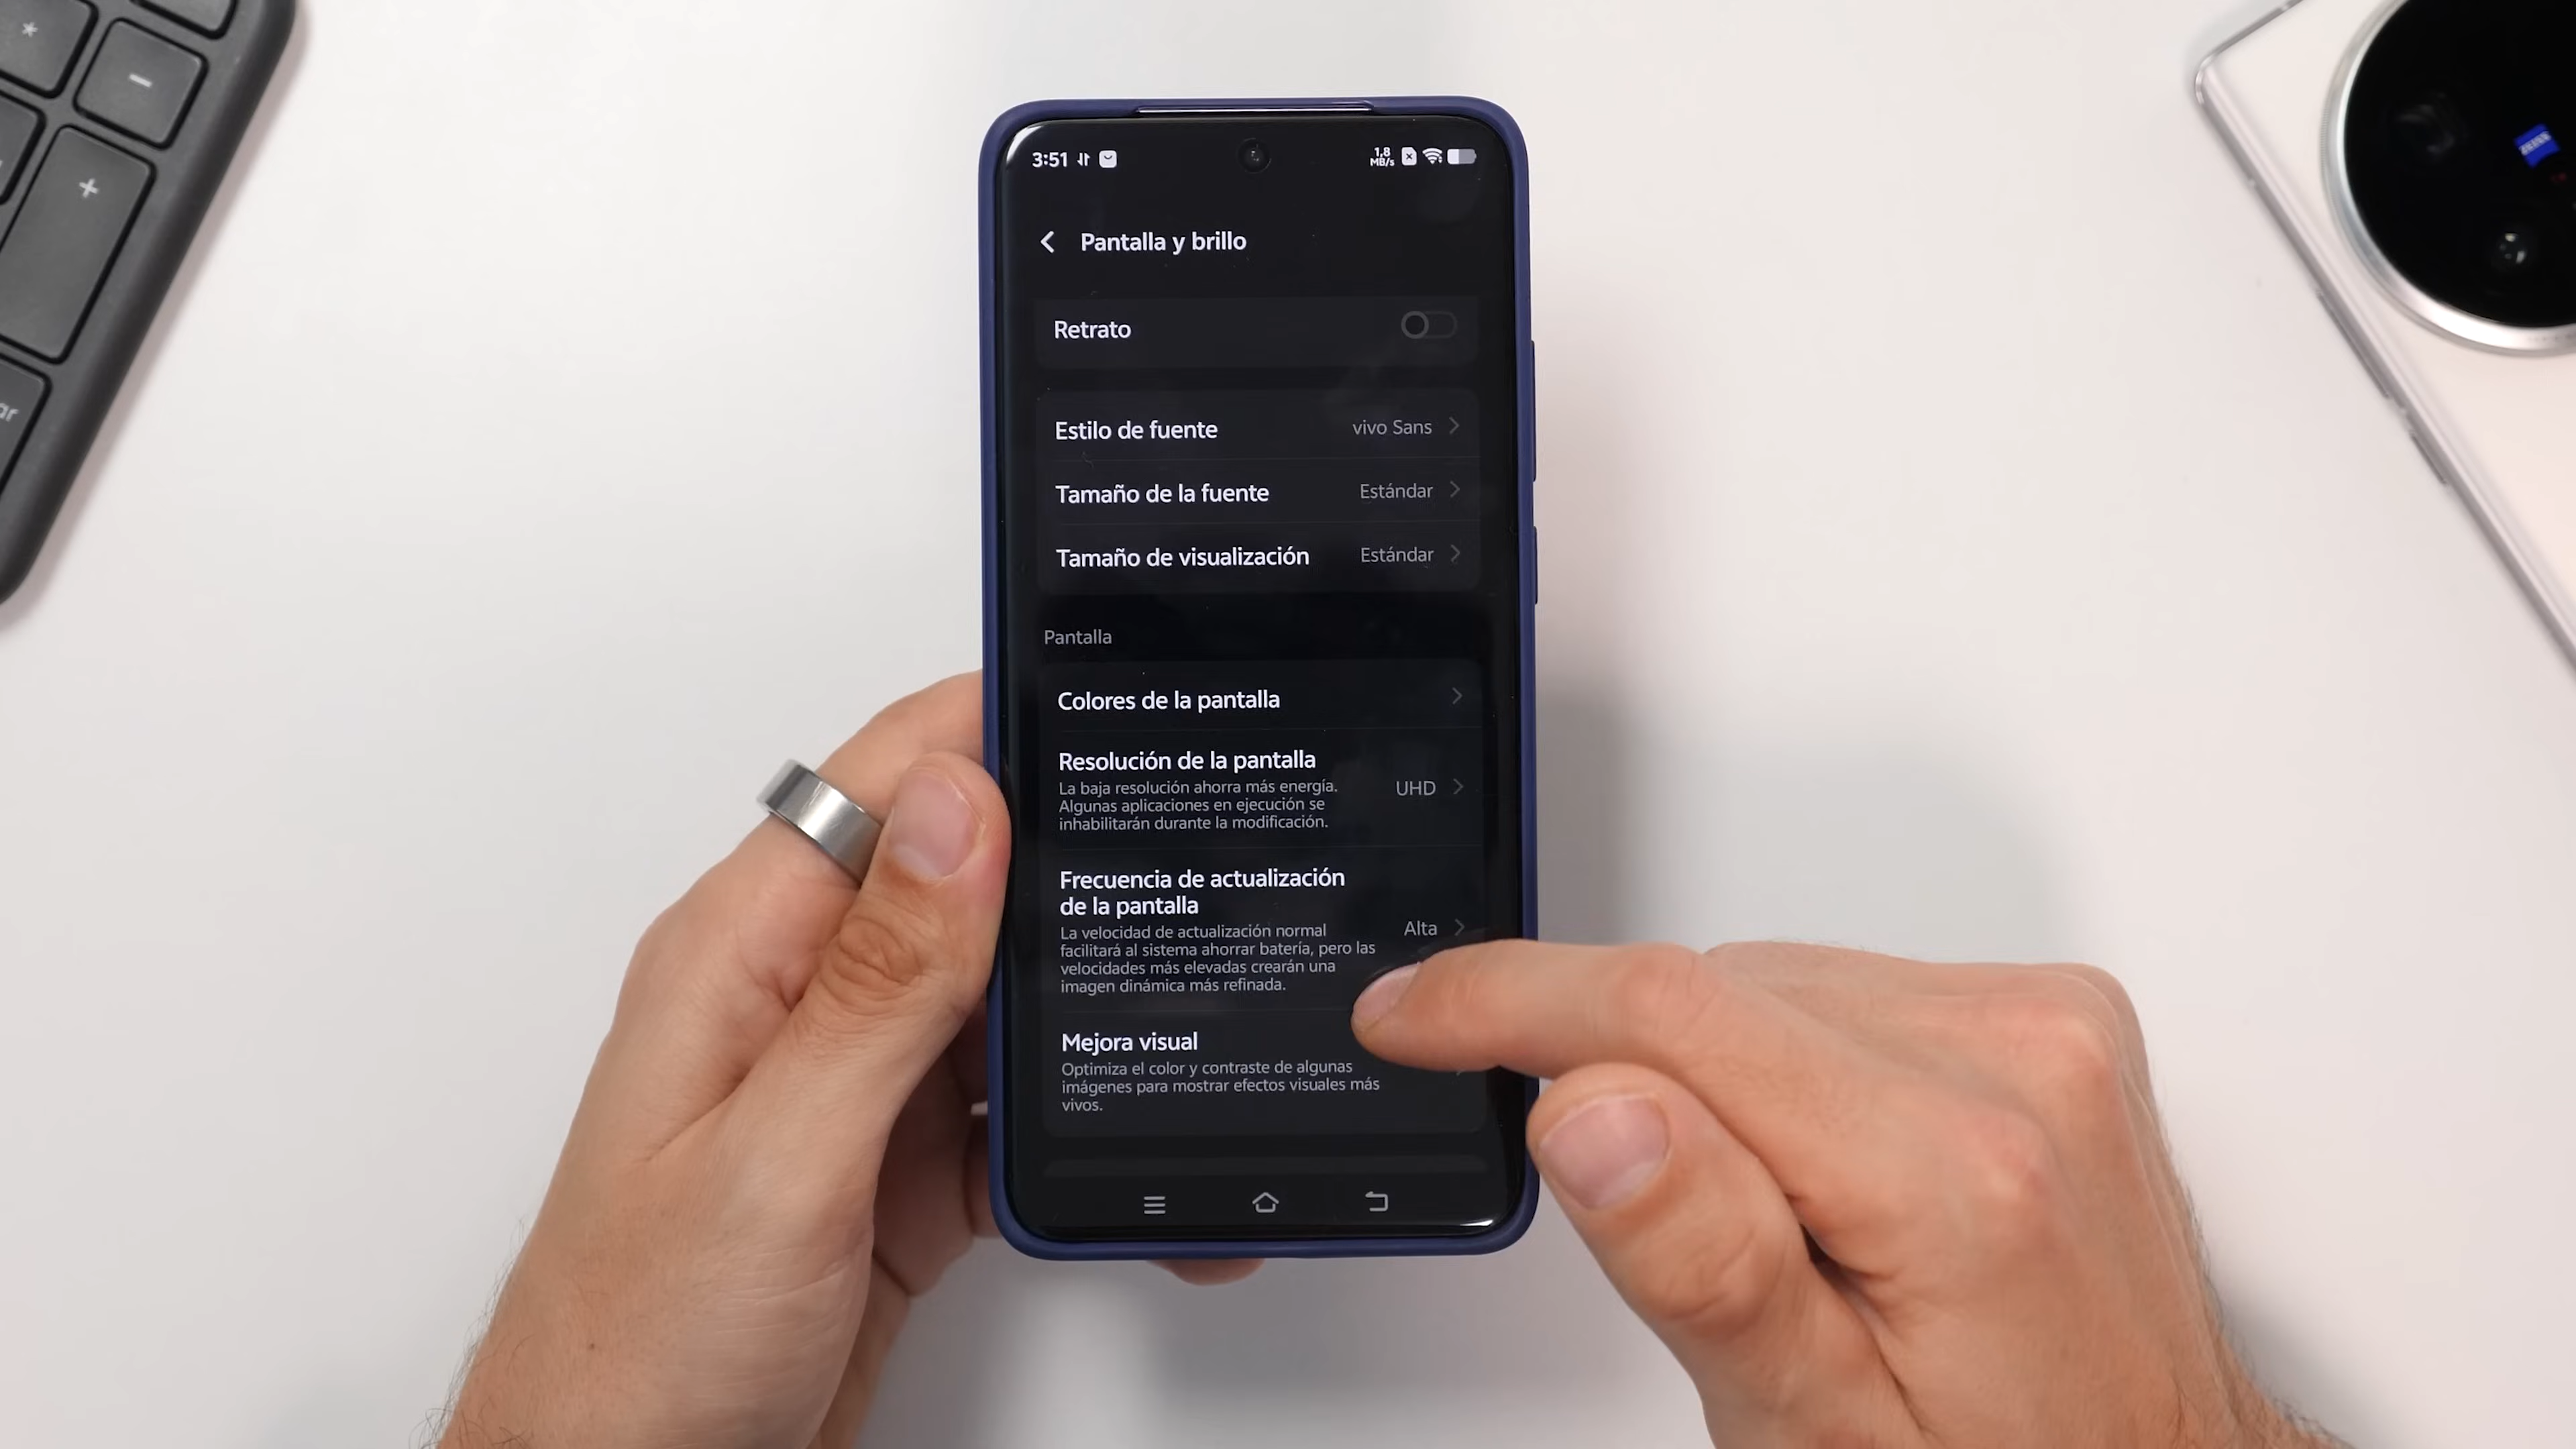 *
-
+
ar
ZEISS
3:51
1,8
MB/s
Pantalla y brillo
Retrato
Estilo de fuente vivo Sans
Tamaño de la fuente Estándar
Tamaño de visualización Estándar
Pantalla
Colores de la pantalla
Resolución de la pantalla
La baja resolución ahorra más energía.
Algunas aplicaciones en ejecución se
inhabilitarán durante la modificación.
UHD
Frecuencia de actualización
de la pantalla
La velocidad de actualización normal
facilitará al sistema ahorrar batería, pero las
velocidades más elevadas crearán una
imagen dinámica más refinada.
Alta
Mejora visual
Optimiza el color y contraste de algunas
imágenes para mostrar efectos visuales más
vivos.